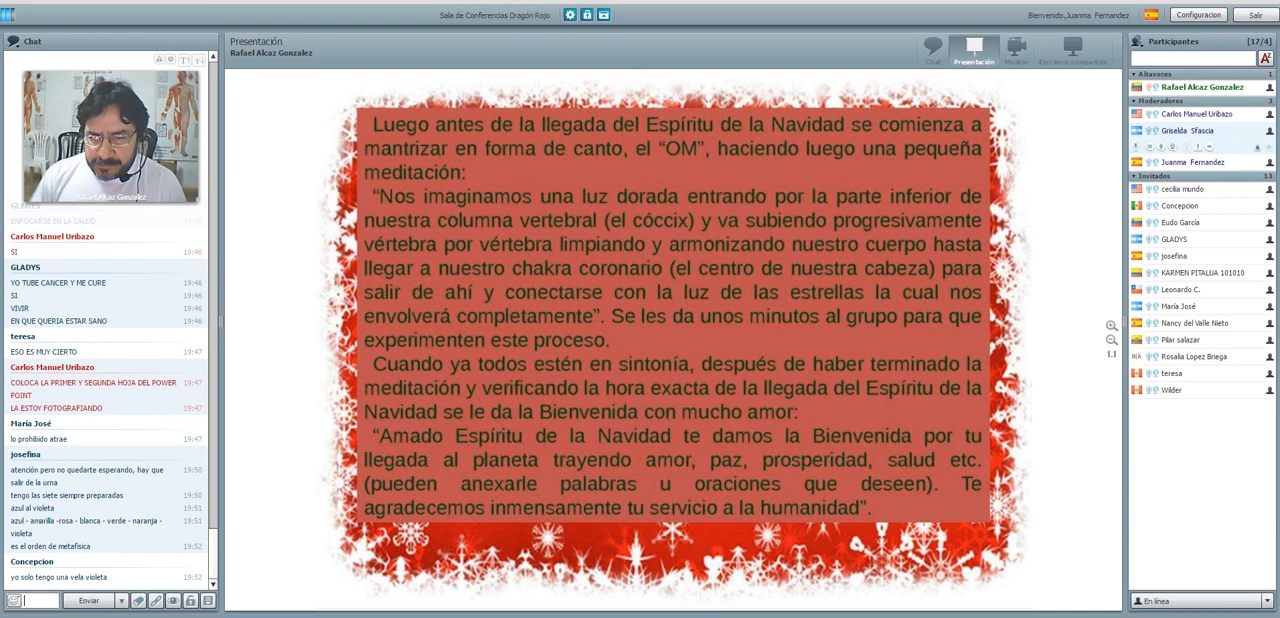 Sala de Conferencias Dragón Rojo
Bienvenido,Juanma Fernandez
Configuracion
Salir
Chat
Rafael Alcaz Gonzalez
GLADYS
ENFOCARSE EN LA SALUD 19:45
Carlos Manuel Uribazo
SI 19:46
GLADYS
YO TUBE CANCER Y ME CURE 19:46
SI 19:46
VIVIR 19:46
EN QUE QUERIA ESTAR SANO 19:46
teresa
ESO ES MUY CIERTO 19:47
Carlos Manuel Uribazo
COLOCA LA PRIMER Y SEGUNDA HOJA DEL POWER 19:47
POINT
LA ESTOY FOTOGRAFIANDO 19:47
María José
lo prohibido atrae 19:47
josefina
atención pero no quedarte esperando, hay que 19:50
salir de la urna
tengo las siete siempre preparadas 19:50
azul al violeta 19:51
azul - amarilla -rosa - blanca - verde - naranja - 19:51
violeta
es el orden de metafisica 19:52
Concepcion
yo solo tengo una vela violeta 19:52
Enviar
Presentación
Rafael Alcaz Gonzalez
Chat
Presentación
Mostrar
Escritorio compartido
Luego antes de la llegada del Espíritu de la Navidad se comienza a
mantrizar en forma de canto, el “OM”, haciendo luego una pequeña
meditación:
“Nos imaginamos una luz dorada entrando por la parte inferior de
nuestra columna vertebral (el cóccix) y va subiendo progresivamente
vértebra por vértebra limpiando y armonizando nuestro cuerpo hasta
llegar a nuestro chakra coronario (el centro de nuestra cabeza) para
salir de ahí y conectarse con la luz de las estrellas la cual nos
envolverá completamente”. Se les da unos minutos al grupo para que
experimenten este proceso.
Cuando ya todos estén en sintonía, después de haber terminado la
meditación y verificando la hora exacta de la llegada del Espíritu de la
Navidad se le da la Bienvenida con mucho amor:
“Amado Espíritu de la Navidad te damos la Bienvenida por tu
llegada al planeta trayendo amor, paz, prosperidad, salud etc.
(pueden anexarle palabras u oraciones que deseen). Te
agradecemos inmensamente tu servicio a la humanidad”.
1.1
Participantes [17/4]
Altavoces 1
Rafael Alcaz Gonzalez
Moderadores 3
Carlos Manuel Uribazo
Griselda Sfascia
Juanma Fernandez
Invitados 13
cecilia mundo
Concepcion
Eudo García
GLADYS
josefina
KARMEN PITALUA 101010
Leonardo C.
María José
Nancy del Valle Nieto
Pilar salazar
N/A Rosalia Lopez Briega
teresa
Wilder
En línea